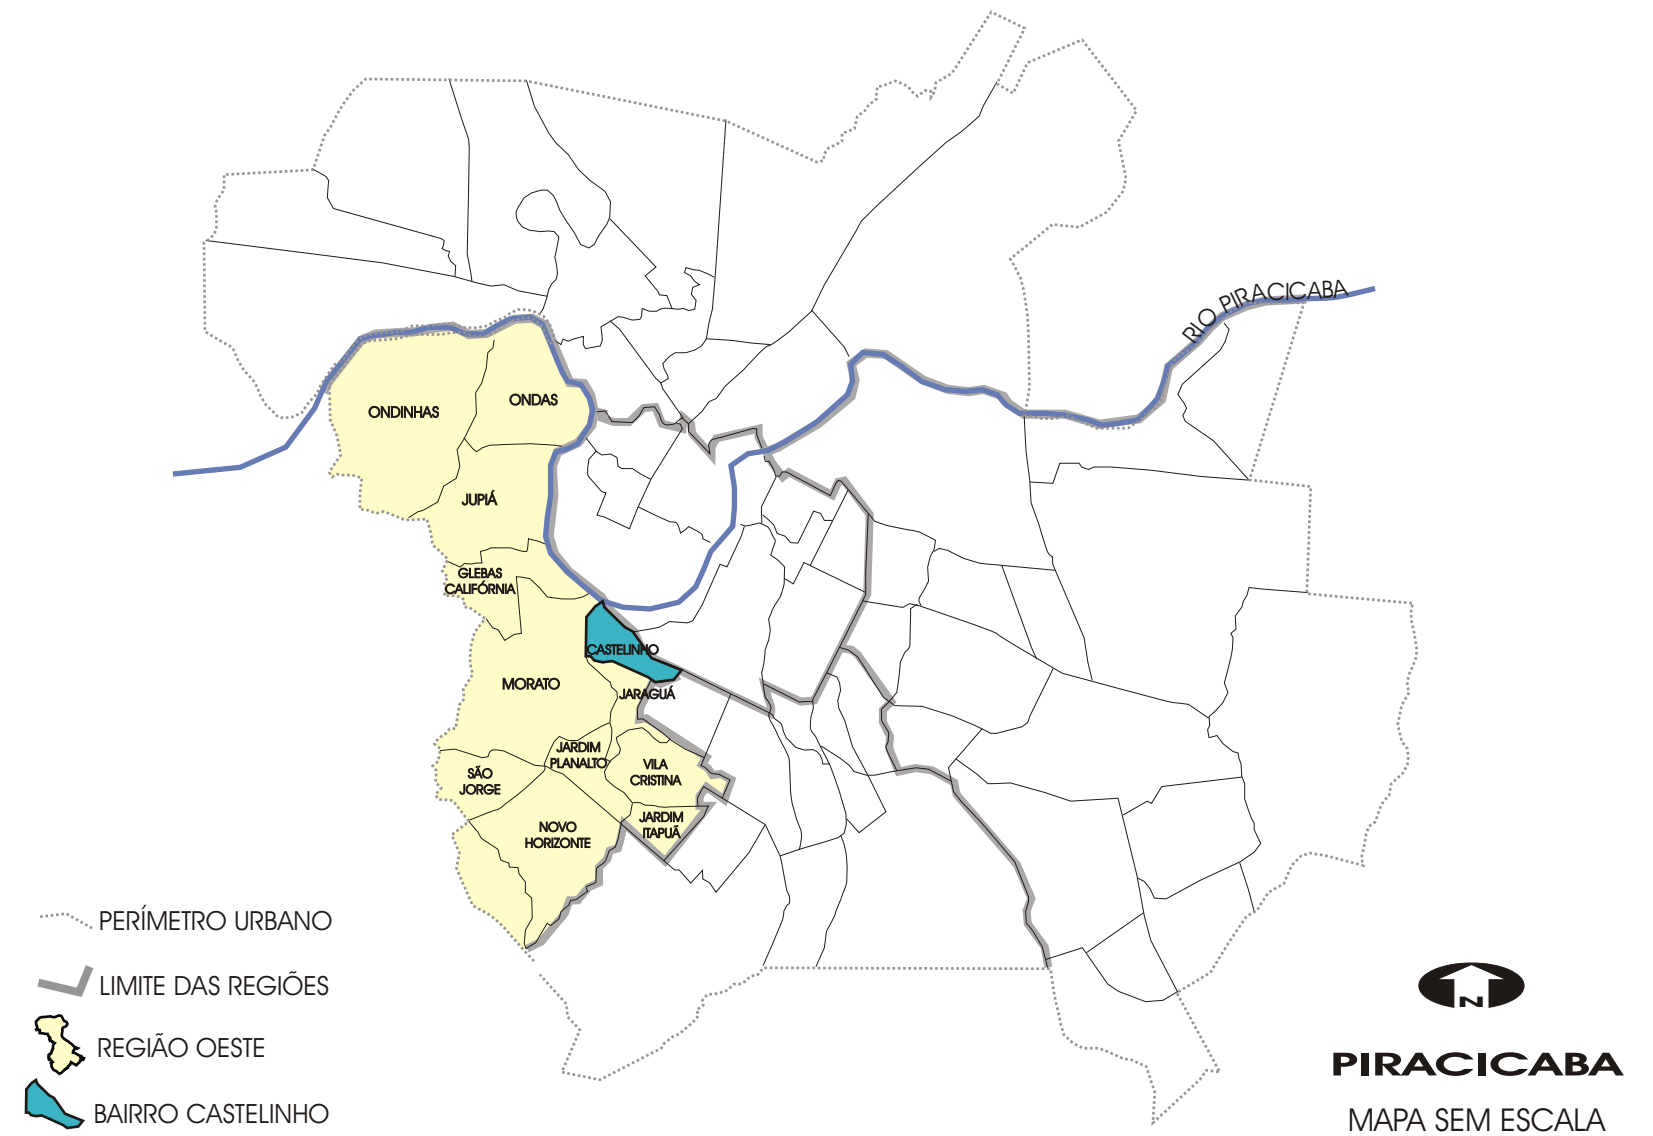 RIO PIRACICABA
ONDINHAS
ONDAS
JUPIÁ
GLEBAS
CALIFÓRNIA
CASTELINHO
MORATO
JARAGUÁ
JARDIM
PLANALTO
VILA
CRISTINA
SÃO
JORGE
JARDIM
ITAPUÃ
NOVO
HORIZONTE
PERÍMETRO URBANO
LIMITE DAS REGIÕES
REGIÃO OESTE
BAIRRO CASTELINHO
N
PIRACICABA
MAPA SEM ESCALA